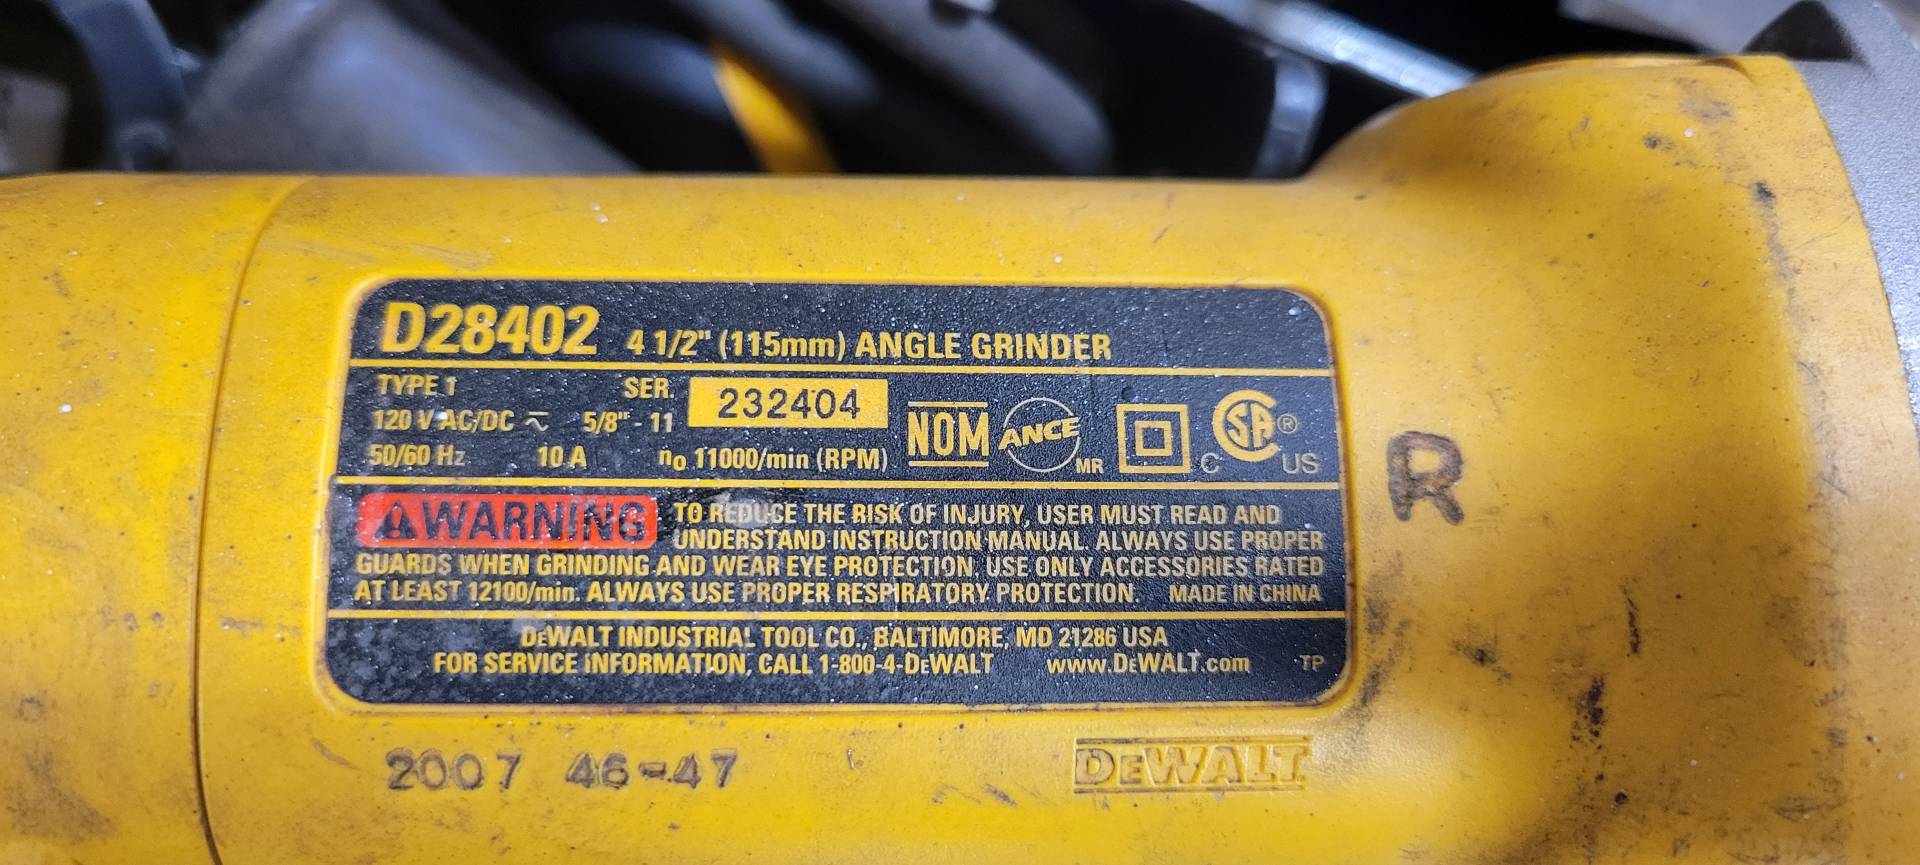 D28402 4 1/2" (115mm) ANGLE GRINDER
TYPE 1 SER. 232404
120 V AC/DC ⏦ 5/8" - 11
50/60 Hz 10 A no 11000/min (RPM)
NOM ANCE MR C SA ® C US
WARNING TO REDUCE THE RISK OF INJURY, USER MUST READ AND
UNDERSTAND INSTRUCTION MANUAL. ALWAYS USE PROPER
GUARDS WHEN GRINDING AND WEAR EYE PROTECTION. USE ONLY ACCESSORIES RATED
AT LEAST 12100/min. ALWAYS USE PROPER RESPIRATORY PROTECTION. MADE IN CHINA
DEWALT INDUSTRIAL TOOL CO., BALTIMORE, MD 21286 USA
FOR SERVICE INFORMATION, CALL 1-800-4-DEWALT www.DEWALT.com TP
R
2007 46-47
DEWALT